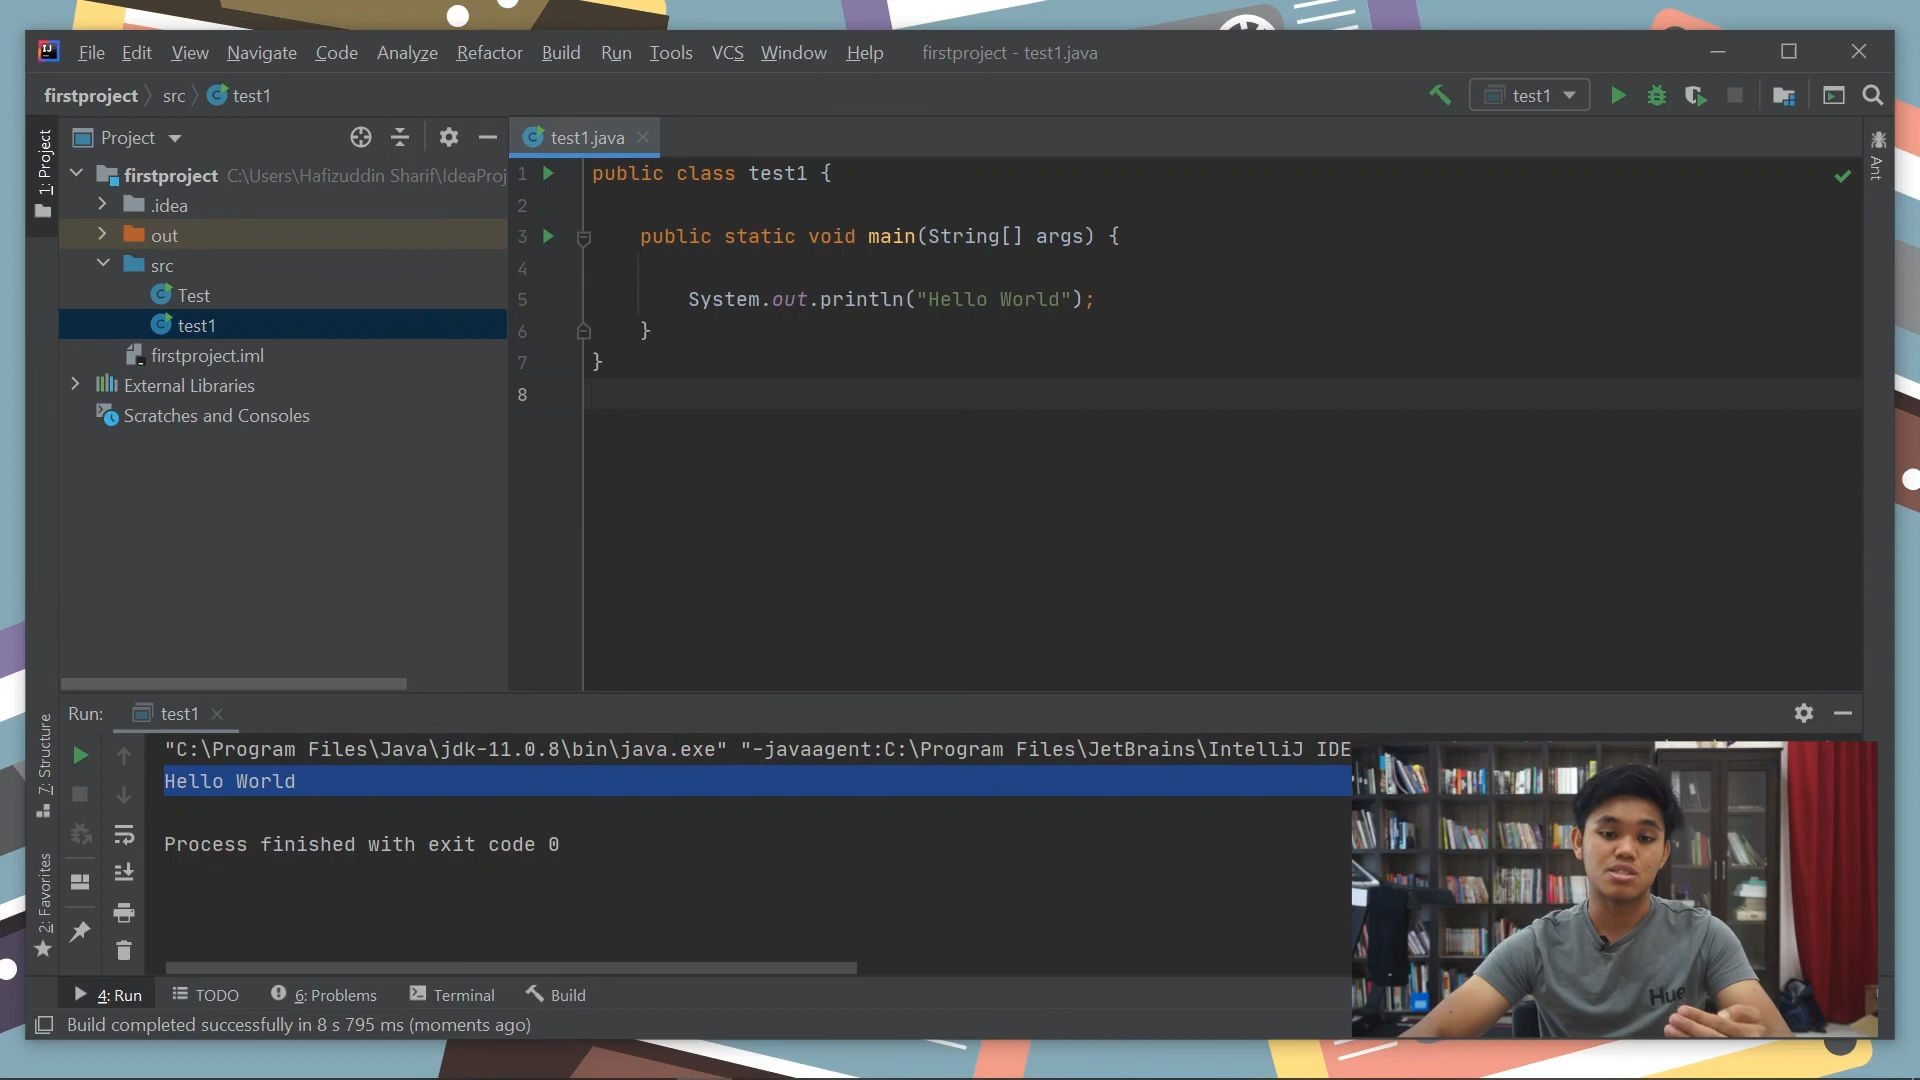 File Edit View Navigate Code Analyze Refactor Build Run Tools VCS Window Help firstproject - test1.java
firstproject src test1
test1
1: Project
Project
firstproject C:\Users\Hafizuddin Sharif\IdeaProj
.idea
out
src
Test
test1
firstproject.iml
External Libraries
Scratches and Consoles
test1.java
1 public class test1 {
2
3 public static void main(String[] args) {
4
5 System.out.println("Hello World");
6 }
7 }
8
Ant
7: Structure
2: Favorites
Run: test1
"C:\Program Files\Java\jdk-11.0.8\bin\java.exe" "-javaagent:C:\Program Files\JetBrains\IntelliJ IDE
Hello World
Process finished with exit code 0
Hue
4: Run TODO 6: Problems Terminal Build
Build completed successfully in 8 s 795 ms (moments ago)